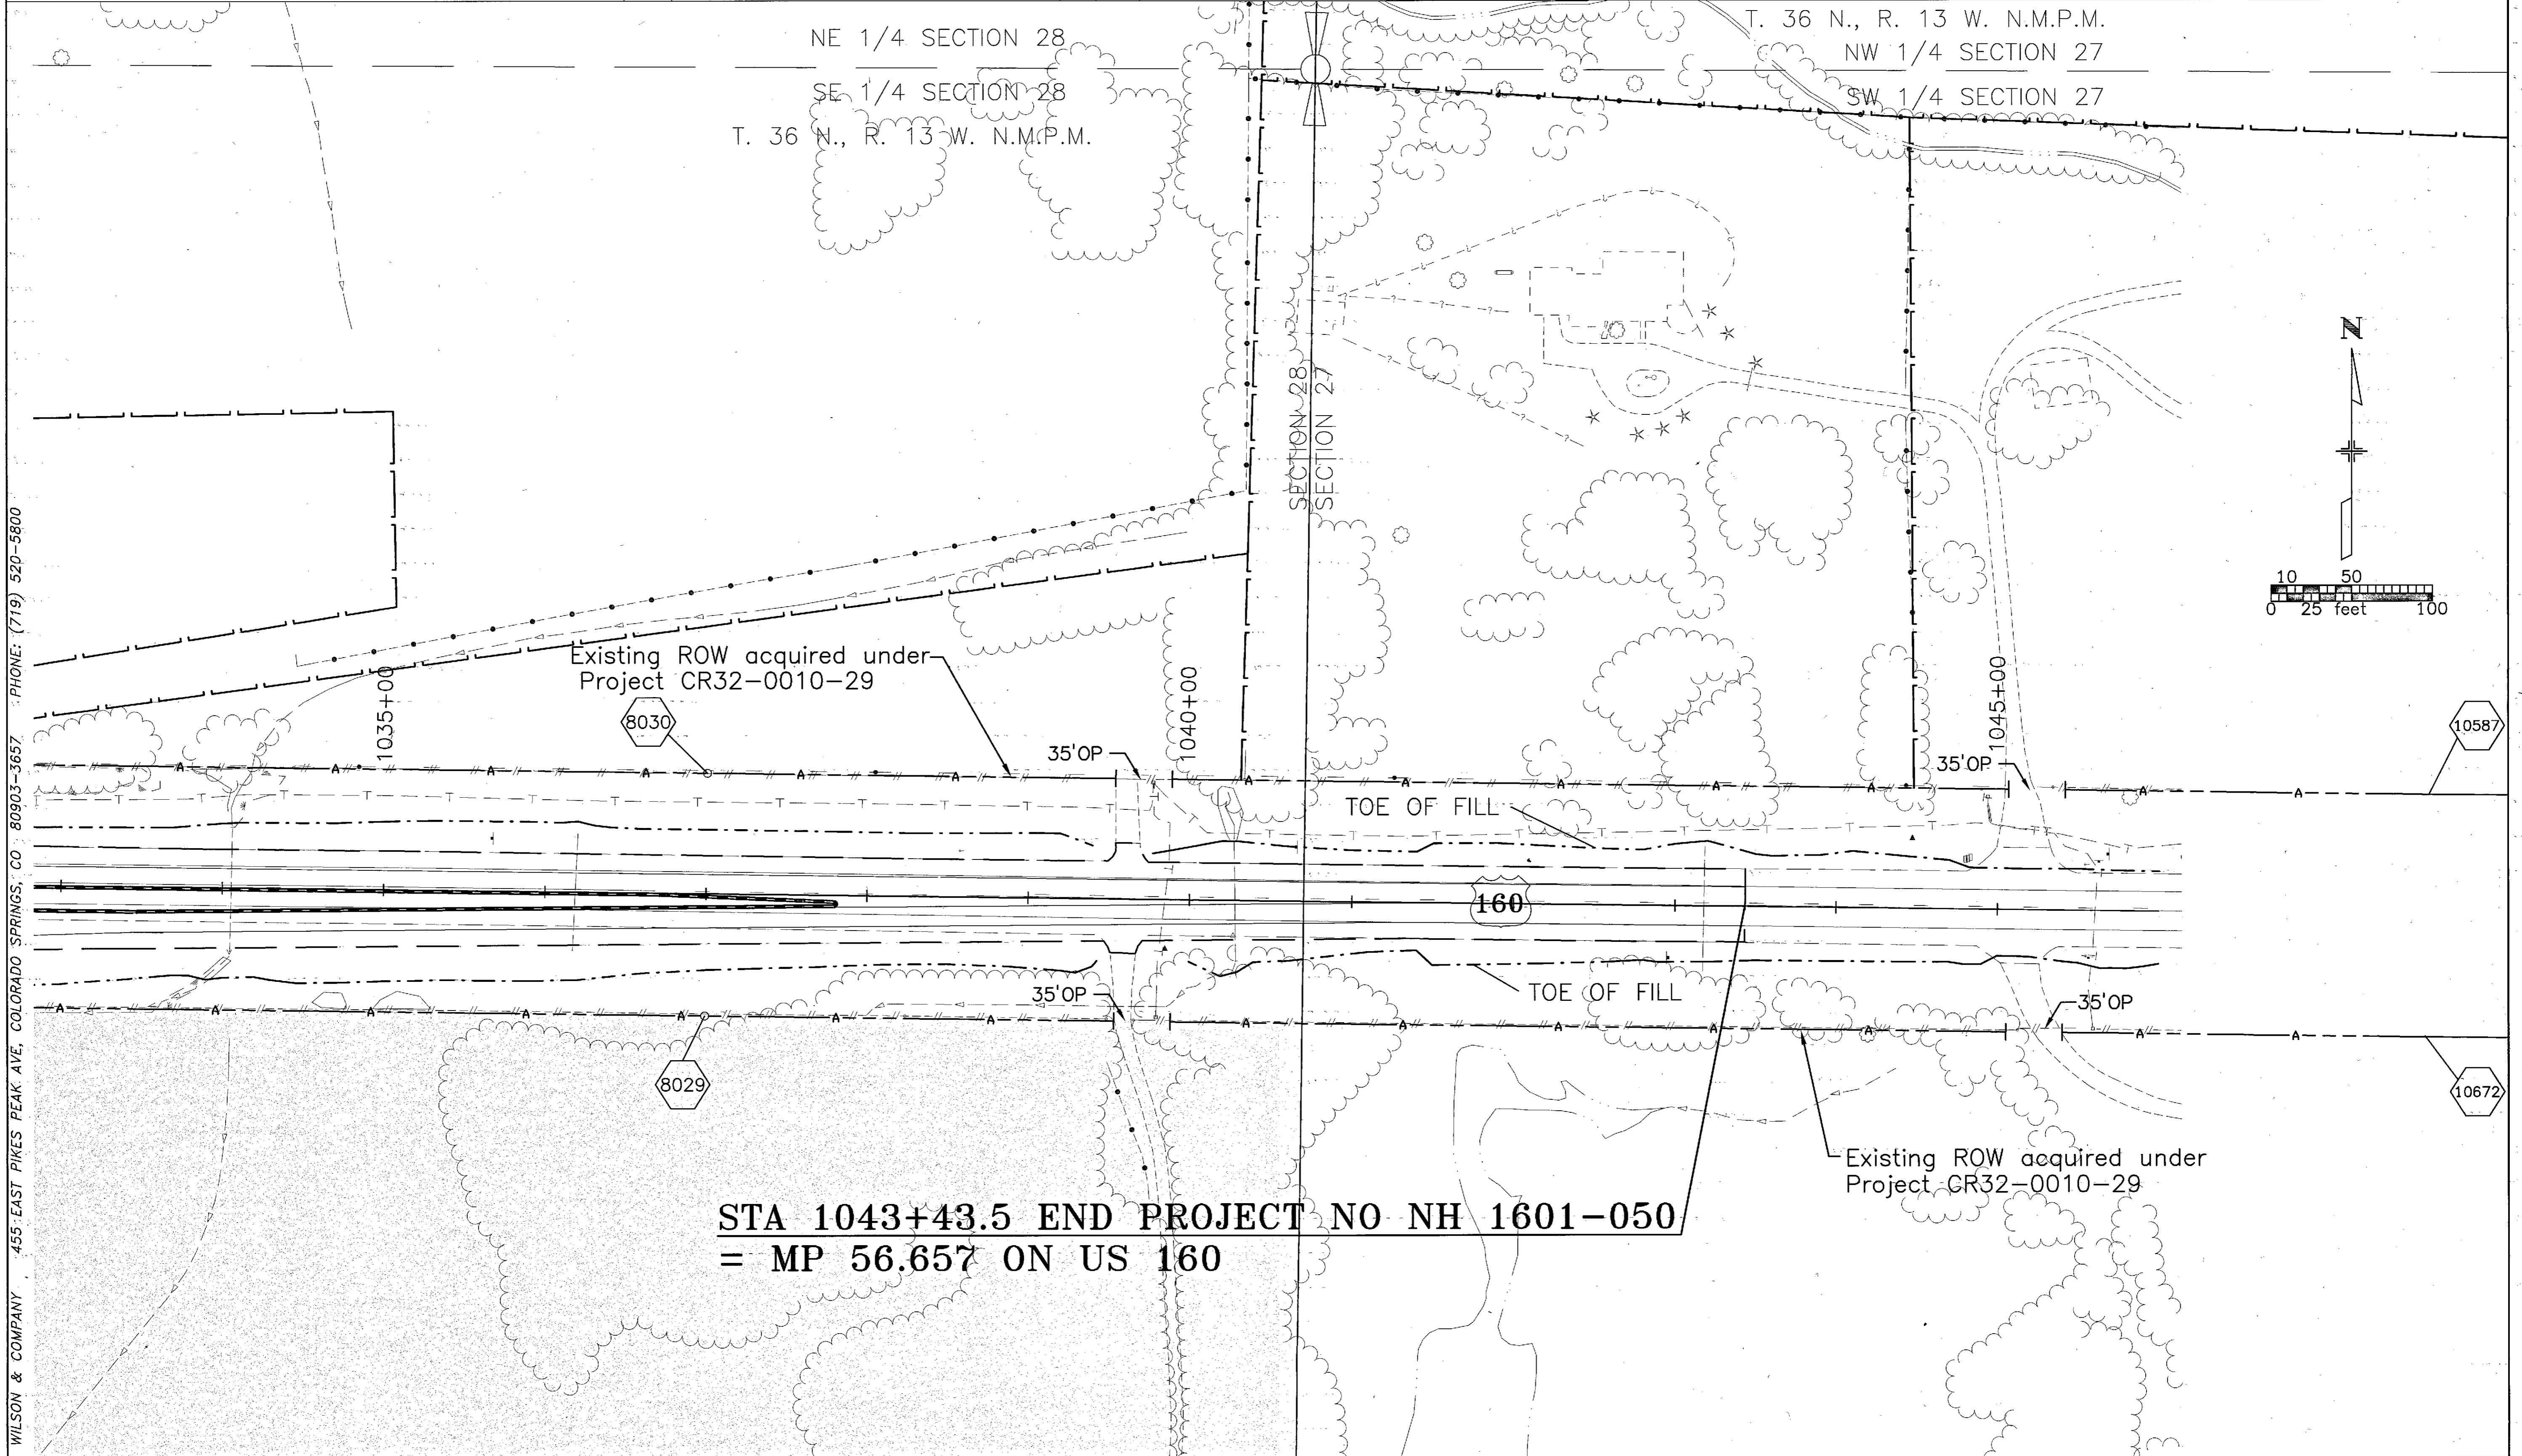 NE 1/4 SECTION 28
SE 1/4 SECTION 28
T. 36 N., R. 13 W. N.M.P.M.
T. 36 N., R. 13 W. N.M.P.M.
NW 1/4 SECTION 27
SW 1/4 SECTION 27
SECTION 28
SECTION 27
N
10 50
0 25 feet 100
Existing ROW acquired under
Project CR32-0010-29
8030
1035+00
1040+00
1045+00
35'OP
35'OP
10587
TOE OF FILL
160
TOE OF FILL
35'OP
35'OP
8029
10672
Existing ROW acquired under
Project CR32-0010-29
STA 1043+43.5 END PROJECT NO NH 1601-050
= MP 56.657 ON US 160
WILSON & COMPANY 455 EAST PIKES PEAK AVE, COLORADO SPRINGS, CO 80903-3657 PHONE: (719) 520-5800